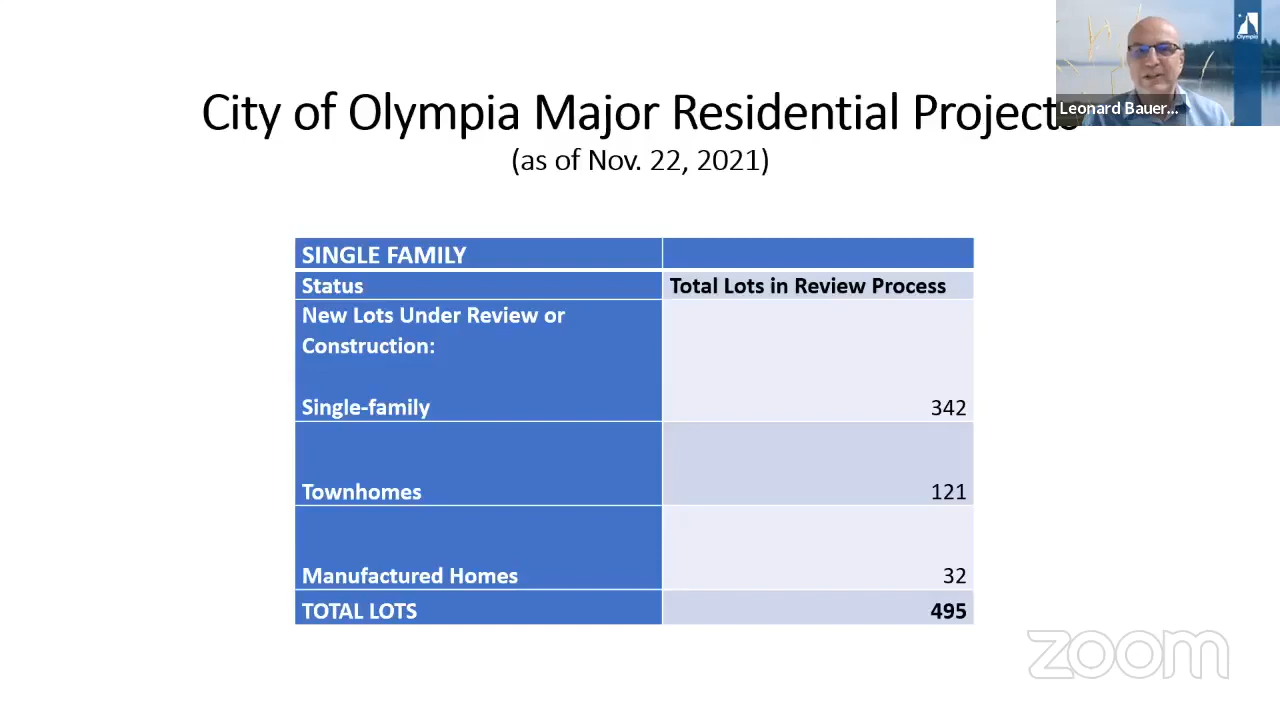 City of Olympia Major Residential Projects
(as of Nov. 22, 2021)
Olympia
Leonard Bauer...
SINGLE FAMILY
Status Total Lots in Review Process
New Lots Under Review or
Construction:
Single-family 342
Townhomes 121
Manufactured Homes 32
TOTAL LOTS 495
zoom